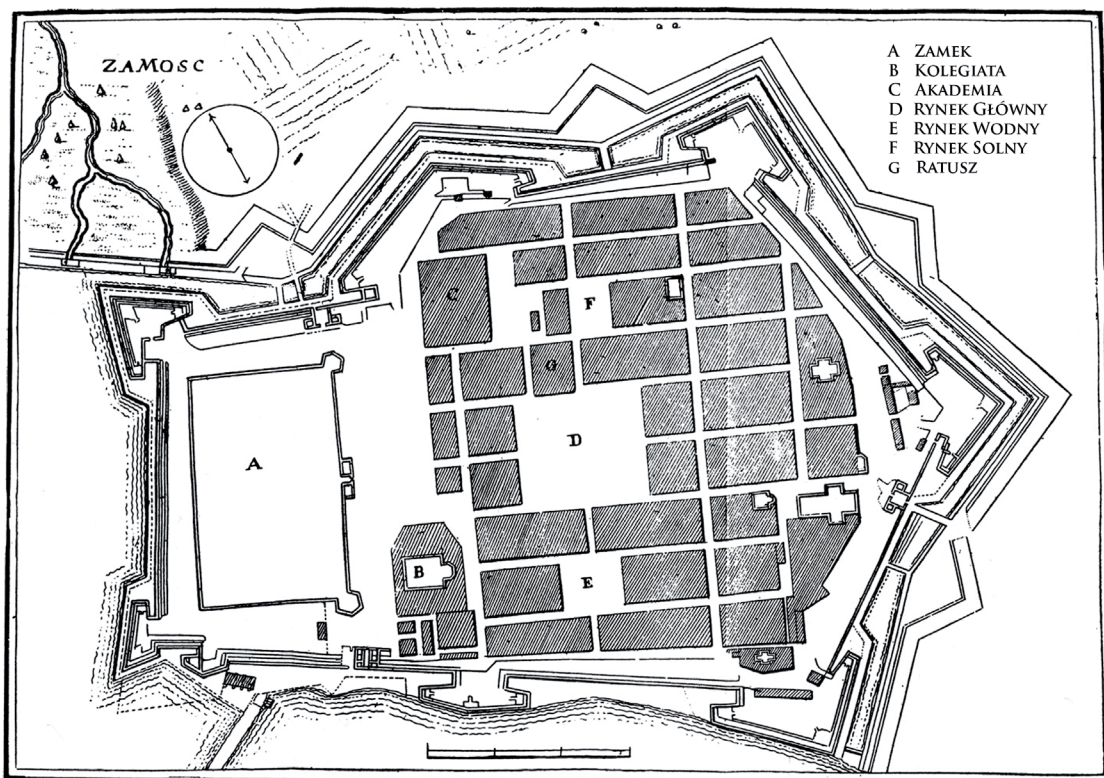 ZAMOSC
A ZAMEK
B KOLEGIATA
C AKADEMIA
D RYNEK GŁÓWNY
E RYNEK WODNY
F RYNEK SOLNY
G RATUSZ
C
F
G
D
A
B
E